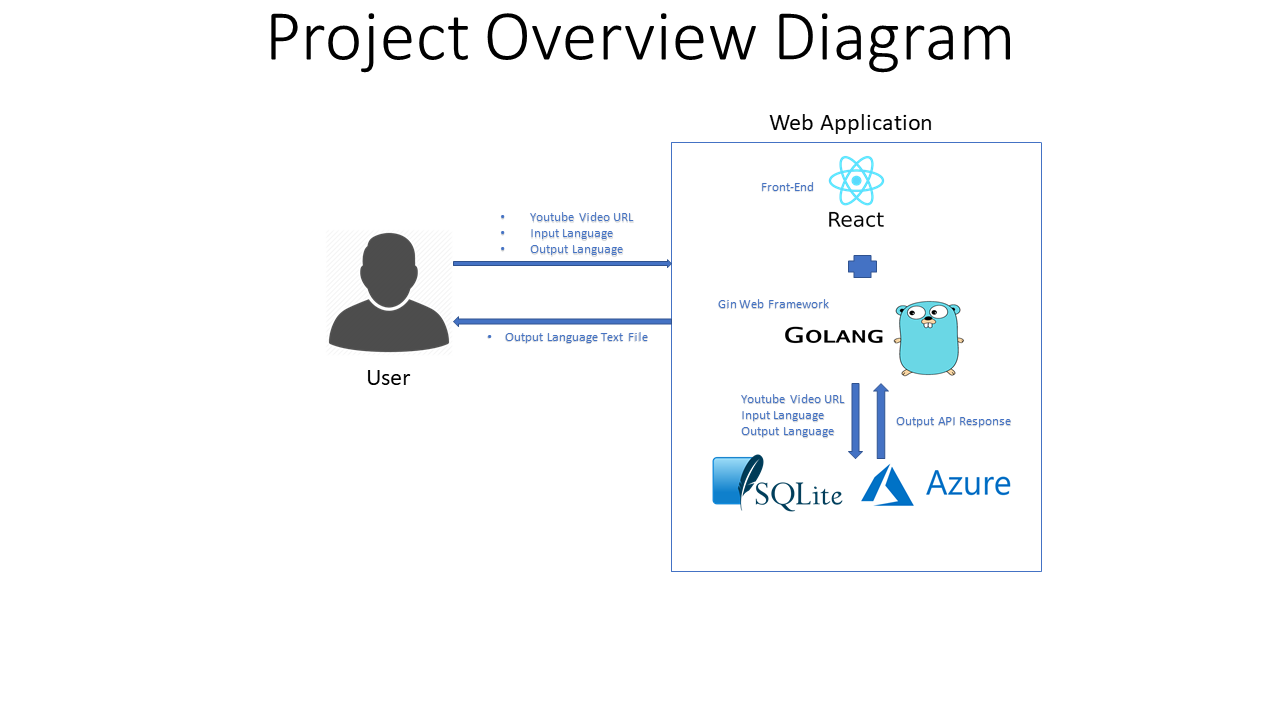 Project Overview Diagram
Web Application
Front-End
React
• Youtube Video URL
• Input Language
• Output Language
• Output Language Text File
User
Gin Web Framework
GOLANG
Youtube Video URL
Input Language
Output Language
Output API Response
SQLite
Azure